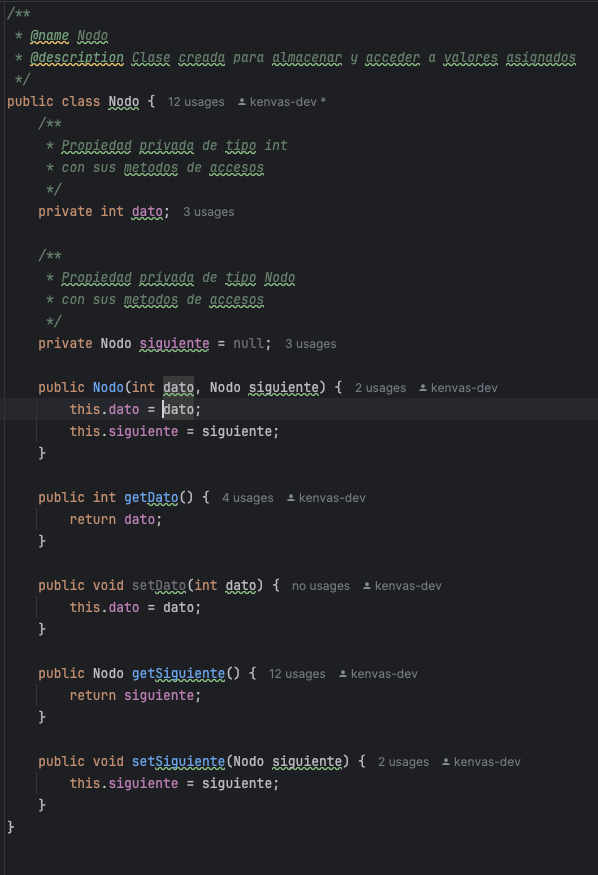 /**
 * @name Nodo
 * @description Clase creada para almacenar y acceder a valores asignados
 */
public class Nodo {  12 usages  kenvas-dev *
    /**
     * Propiedad privada de tipo int
     * con sus metodos de accesos
     */
    private int dato;  3 usages

    /**
     * Propiedad privada de tipo Nodo
     * con sus metodos de accesos
     */
    private Nodo siguiente = null;  3 usages

    public Nodo(int dato, Nodo siguiente) {  2 usages  kenvas-dev
        this.dato = dato;
        this.siguiente = siguiente;
    }

    public int getDato() {  4 usages  kenvas-dev
        return dato;
    }

    public void setDato(int dato) {  no usages  kenvas-dev
        this.dato = dato;
    }

    public Nodo getSiguiente() {  12 usages  kenvas-dev
        return siguiente;
    }

    public void setSiguiente(Nodo siguiente) {  2 usages  kenvas-dev
        this.siguiente = siguiente;
    }
}